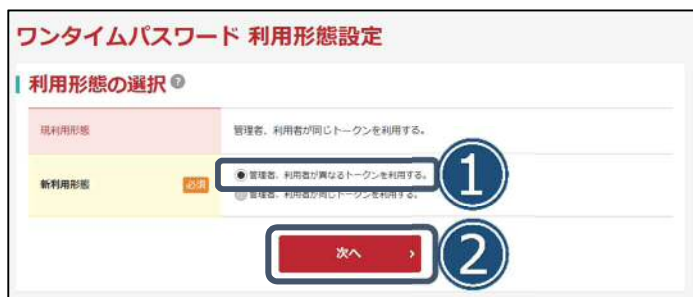 ワンタイムパスワード 利用形態設定
利用形態の選択 ?
現利用形態 管理者、利用者が同じトークンを利用する。
新利用形態 必須 管理者、利用者が異なるトークンを利用する。 1
管理者、利用者が同じトークンを利用する。
次へ > 2